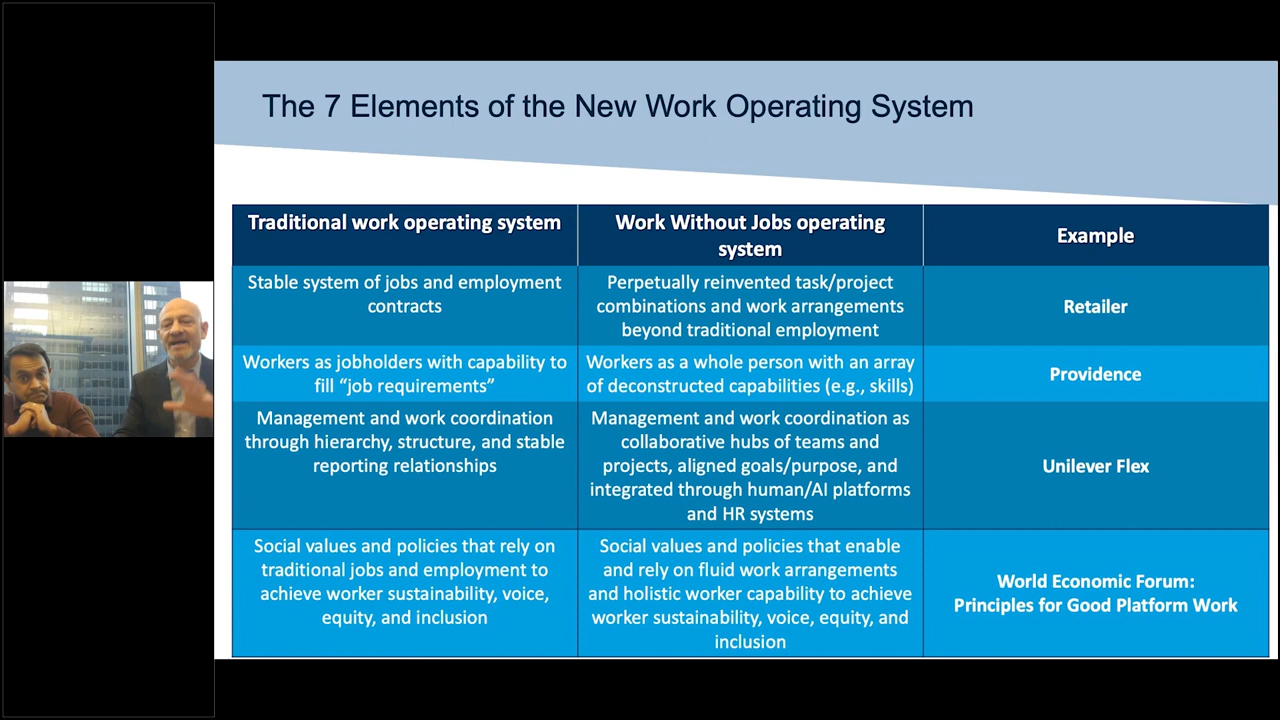 The 7 Elements of the New Work Operating System
Traditional work operating system
Work Without Jobs operating
system
Example
Stable system of jobs and employment
contracts
Perpetually reinvented task/project
combinations and work arrangements
beyond traditional employment
Retailer
Workers as jobholders with capability to
fill “job requirements”
Workers as a whole person with an array
of deconstructed capabilities (e.g., skills)
Providence
Management and work coordination
through hierarchy, structure, and stable
reporting relationships
Management and work coordination as
collaborative hubs of teams and
projects, aligned goals/purpose, and
integrated through human/AI platforms
and HR systems
Unilever Flex
Social values and policies that rely on
traditional jobs and employment to
achieve worker sustainability, voice,
equity, and inclusion
Social values and policies that enable
and rely on fluid work arrangements
and holistic worker capability to achieve
worker sustainability, voice, equity, and
inclusion
World Economic Forum:
Principles for Good Platform Work